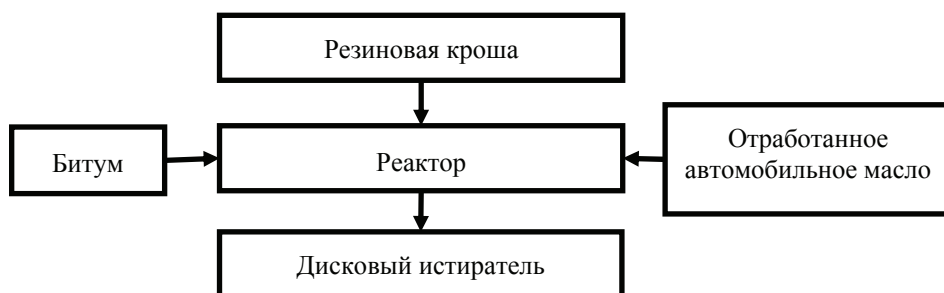 Резиновая кроша
Битум
Реактор
Отработанное
автомобильное масло
Дисковый истиратель